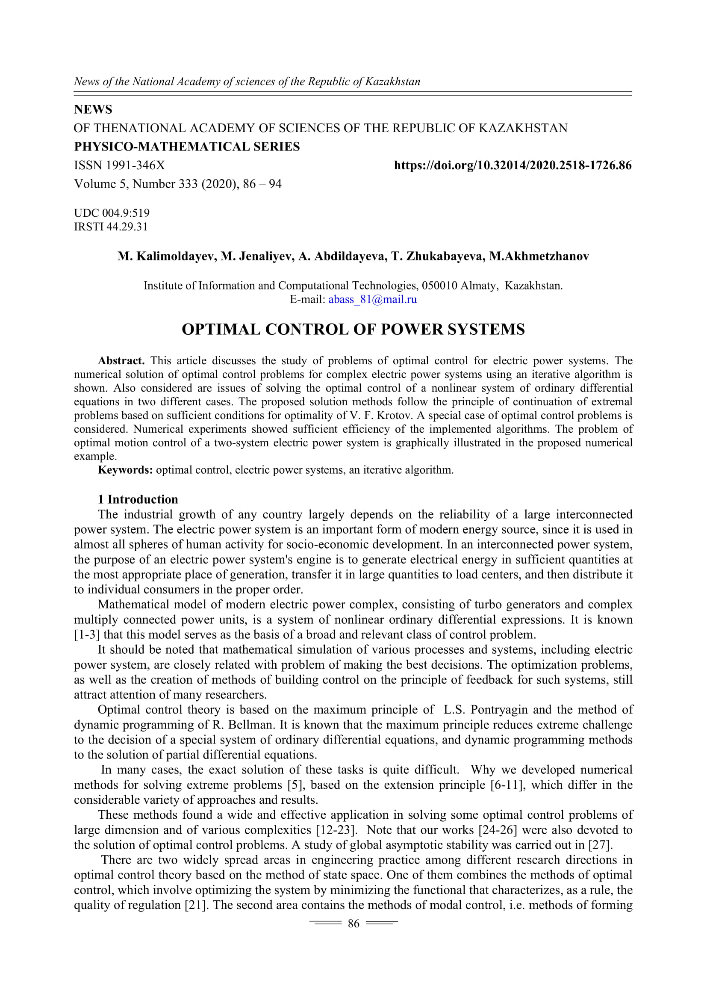 News of the National Academy of sciences of the Republic of Kazakhstan
NEWS
OF THENATIONAL ACADEMY OF SCIENCES OF THE REPUBLIC OF KAZAKHSTAN
PHYSICO-MATHEMATICAL SERIES
ISSN 1991-346X https://doi.org/10.32014/2020.2518-1726.86
Volume 5, Number 333 (2020), 86 – 94
UDC 004.9:519
IRSTI 44.29.31
M. Kalimoldayev, M. Jenaliyev, A. Abdildayeva, T. Zhukabayeva, M.Akhmetzhanov
Institute of Information and Computational Technologies, 050010 Almaty, Kazakhstan.
E-mail: abass_81@mail.ru
OPTIMAL CONTROL OF POWER SYSTEMS
Abstract. This article discusses the study of problems of optimal control for electric power systems. The
numerical solution of optimal control problems for complex electric power systems using an iterative algorithm is
shown. Also considered are issues of solving the optimal control of a nonlinear system of ordinary differential
equations in two different cases. The proposed solution methods follow the principle of continuation of extremal
problems based on sufficient conditions for optimality of V. F. Krotov. A special case of optimal control problems is
considered. Numerical experiments showed sufficient efficiency of the implemented algorithms. The problem of
optimal motion control of a two-system electric power system is graphically illustrated in the proposed numerical
example.
Keywords: optimal control, electric power systems, an iterative algorithm.
1 Introduction
The industrial growth of any country largely depends on the reliability of a large interconnected
power system. The electric power system is an important form of modern energy source, since it is used in
almost all spheres of human activity for socio-economic development. In an interconnected power system,
the purpose of an electric power system's engine is to generate electrical energy in sufficient quantities at
the most appropriate place of generation, transfer it in large quantities to load centers, and then distribute it
to individual consumers in the proper order.
Mathematical model of modern electric power complex, consisting of turbo generators and complex
multiply connected power units, is a system of nonlinear ordinary differential expressions. It is known
[1-3] that this model serves as the basis of a broad and relevant class of control problem.
It should be noted that mathematical simulation of various processes and systems, including electric
power system, are closely related with problem of making the best decisions. The optimization problems,
as well as the creation of methods of building control on the principle of feedback for such systems, still
attract attention of many researchers.
Optimal control theory is based on the maximum principle of L.S. Pontryagin and the method of
dynamic programming of R. Bellman. It is known that the maximum principle reduces extreme challenge
to the decision of a special system of ordinary differential equations, and dynamic programming methods
to the solution of partial differential equations.
In many cases, the exact solution of these tasks is quite difficult. Why we developed numerical
methods for solving extreme problems [5], based on the extension principle [6-11], which differ in the
considerable variety of approaches and results.
These methods found a wide and effective application in solving some optimal control problems of
large dimension and of various complexities [12-23]. Note that our works [24-26] were also devoted to
the solution of optimal control problems. A study of global asymptotic stability was carried out in [27].
There are two widely spread areas in engineering practice among different research directions in
optimal control theory based on the method of state space. One of them combines the methods of optimal
control, which involve optimizing the system by minimizing the functional that characterizes, as a rule, the
quality of regulation [21]. The second area contains the methods of modal control, i.e. methods of forming
86